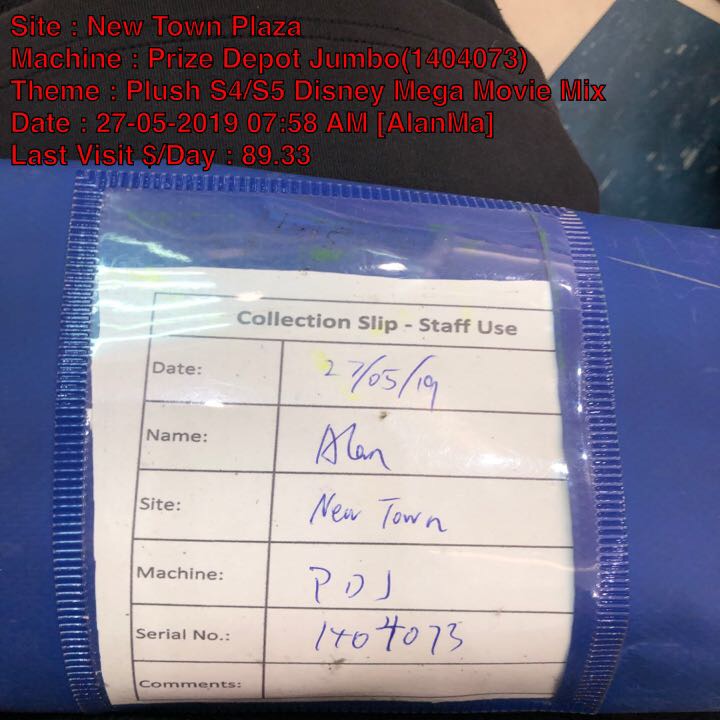 Site : New Town Plaza
Machine : Prize Depot Jumbo(1404073)
Theme : Plush S4/S5 Disney Mega Movie Mix
Date : 27-05-2019 07:58 AM [AlanMa]
Last Visit $/Day : 89.33
Collection Slip - Staff Use
Date: 27/05/19
Name: Alan
Site: New Town
Machine: PDJ
Serial No.: 1404073
Comments: